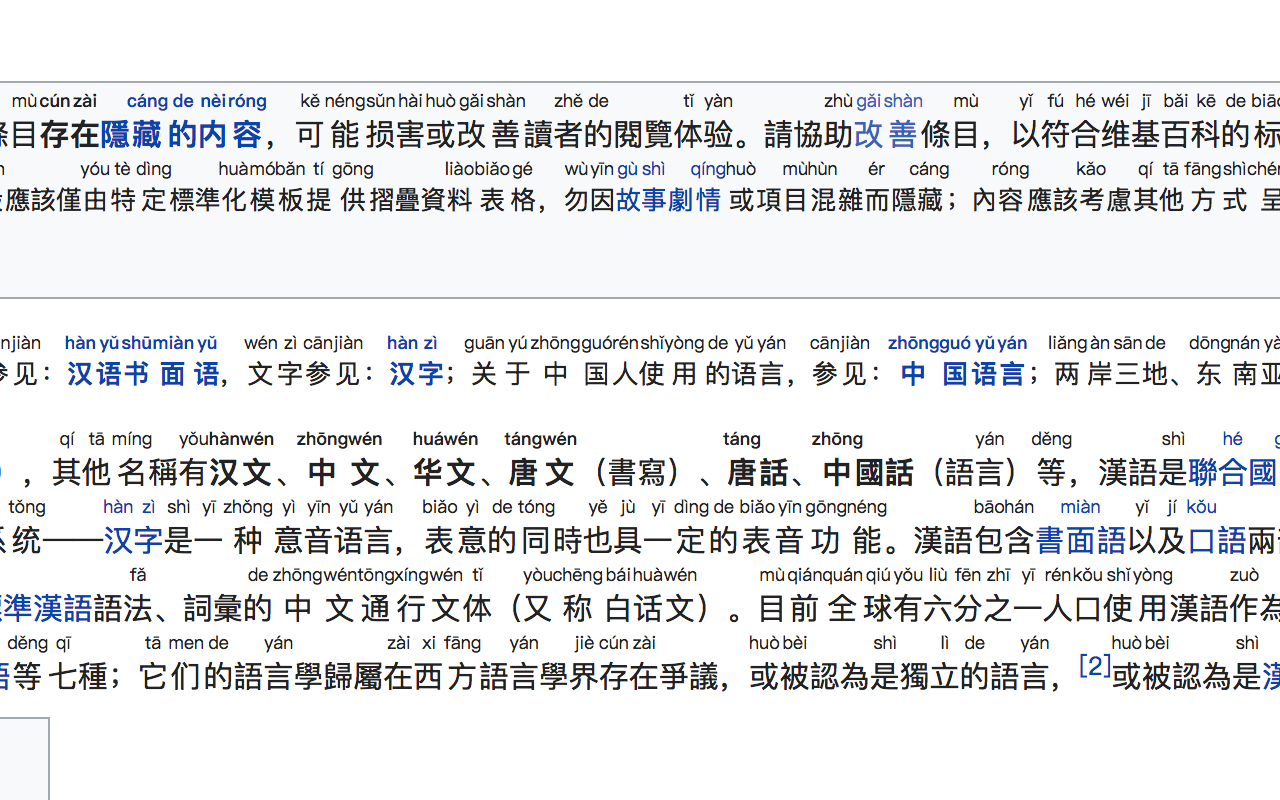 mù cún zài cáng de nèi róng kě néng sǔn hài huò gǎi shàn zhě de tǐ yàn zhù gǎi shàn mù yǐ fú hé wéi jī bǎi kē de
目存在隱藏的内容，可能损害或改善讀者的閱覽体验。請協助改善條目，以符合维基百科的标
yóu tè dìng huà mó bǎn tí gōng liào biǎo gé wù yīn gù shì qíng huò mù hùn ér cáng róng kǎo qí tā fāng shì
應該僅由特定標準化模板提供摺疊資料表格，勿因故事劇情或項目混雜而隱藏；內容應該考慮其他方式呈
jiàn hàn yǔ shū miàn yǔ wén zì cān jiàn hàn zì guān yú zhōng guó rén shǐ yòng de yǔ yán cān jiàn zhōng guó yǔ yán liǎng àn sān de dōng nán
见：汉语书面语，文字参见：汉字；关于中国人使用的语言，参见：中国语言；两岸三地、东南亚
qí tā míng yǒu hàn wén zhōng wén huá wén táng wén táng zhōng yán děng shì hé
，其他名稱有汉文、中文、华文、唐文（書寫）、唐話、中國話（語言）等，漢語是聯合國
tǒng hàn zì shì yī zhǒng yì yīn yǔ yán biǎo yì de tóng yě jù yī dìng de biǎo yīn gōng néng bāo hán miàn yǐ jí kǒu
统——汉字是一种意音语言，表意的同時也具一定的表音功能。漢語包含書面語以及口語兩
fǎ de zhōng wén tōng xíng wén tǐ yòu chēng bái huà wén mù qián quán qiú yǒu liù fēn zhī yī rén kǒu shǐ yòng zuò
準漢語語法、詞彙的中文通行文体（又称白话文）。目前全球有六分之一人口使用漢語作為
děng qī tā men de yán zài xi fāng yán jiè cún zài huò bèi shì lì de yán huò bèi shì
語等七種；它们的語言學歸屬在西方語言學界存在爭議，或被認為是獨立的語言，[2]或被認為是漢